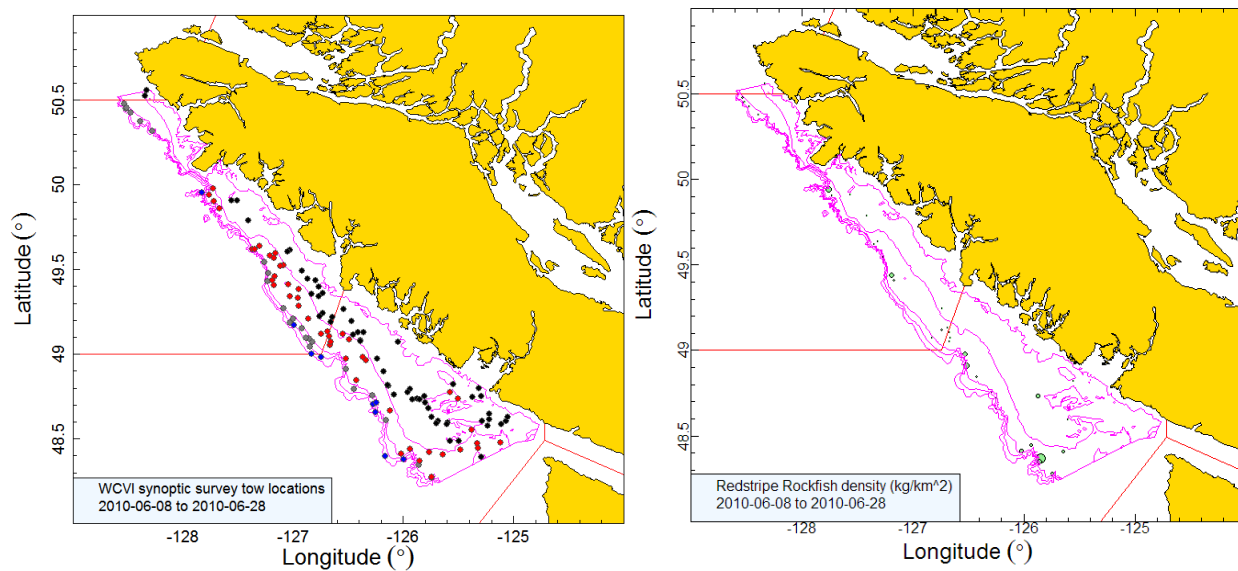 50.5
50
49.5
49
48.5
Latitude (°)
WCVI synoptic survey tow locations
2010-06-08 to 2010-06-28
-128
-127
-126
-125
Longitude (°)
50.5
50
49.5
49
48.5
Latitude (°)
Redstripe Rockfish density (kg/km^2)
2010-06-08 to 2010-06-28
-128
-127
-126
-125
Longitude (°)